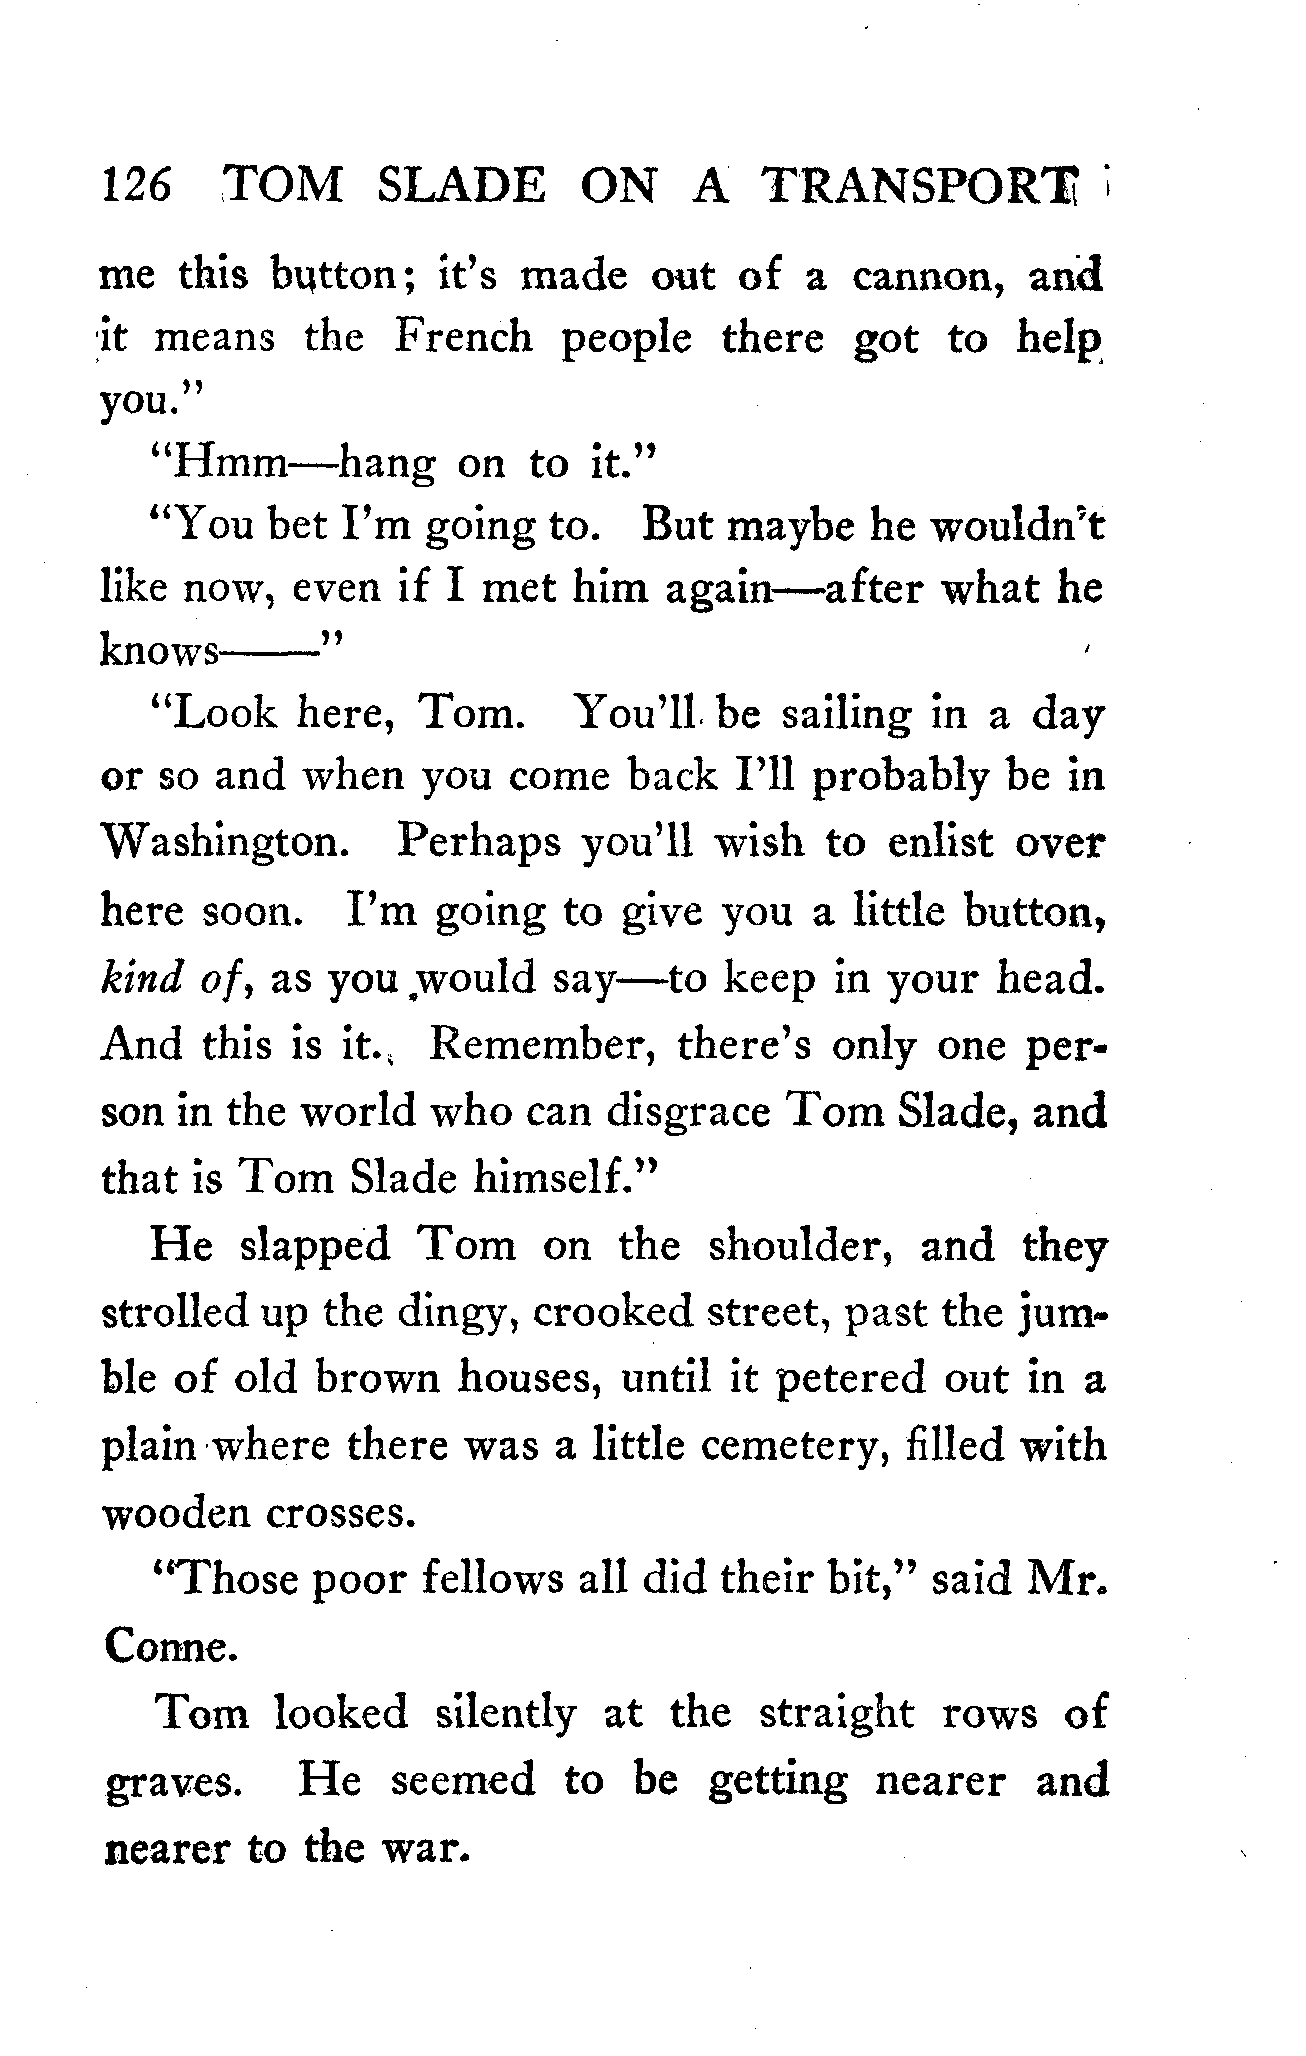 126 TOM SLADE ON A TRANSPORT
me this button; it's made out of a cannon, and
it means the French people there got to help
you."
"Hmm—hang on to it."
"You bet I'm going to. But maybe he wouldn't
like now, even if I met him again—after what he
knows——"
"Look here, Tom. You'll be sailing in a day
or so and when you come back I'll probably be in
Washington. Perhaps you'll wish to enlist over
here soon. I'm going to give you a little button,
kind of, as you would say—to keep in your head.
And this is it. Remember, there's only one per-
son in the world who can disgrace Tom Slade, and
that is Tom Slade himself."
He slapped Tom on the shoulder, and they
strolled up the dingy, crooked street, past the jum-
ble of old brown houses, until it petered out in a
plain where there was a little cemetery, filled with
wooden crosses.
"Those poor fellows all did their bit," said Mr.
Conne.
Tom looked silently at the straight rows of
graves. He seemed to be getting nearer and
nearer to the war.